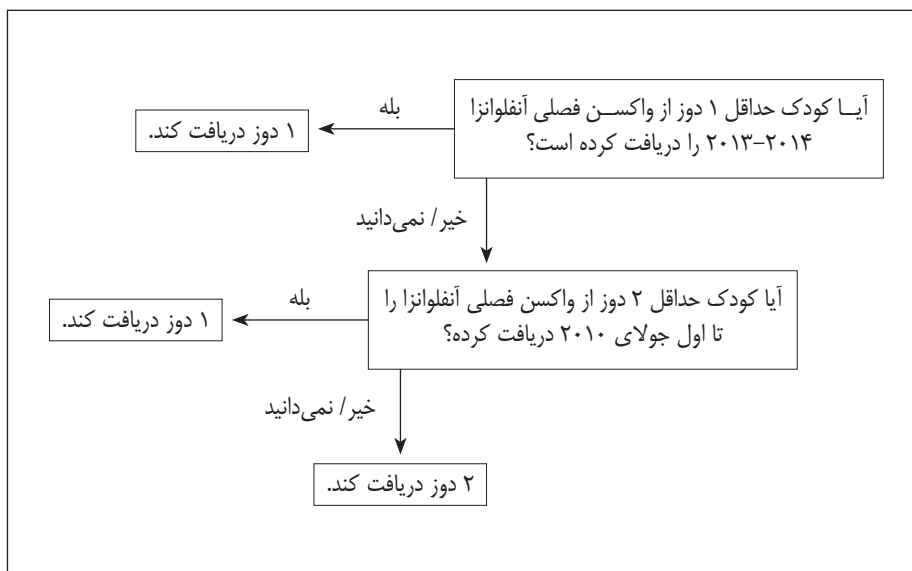 آیــا کودک حداقل ۱ دوز از واکســن فصلی آنفلوانزا
۲۰۱۳–۲۰۱۴ را دریافت کرده است؟
بله
۱ دوز دریافت کند.
خیر/ نمی‌دانید
آیا کودک حداقل ۲ دوز از واکسن فصلی آنفلوانزا را
تا اول جولای ۲۰۱۰ دریافت کرده؟
بله
۱ دوز دریافت کند.
خیر/ نمی‌دانید
۲ دوز دریافت کند.